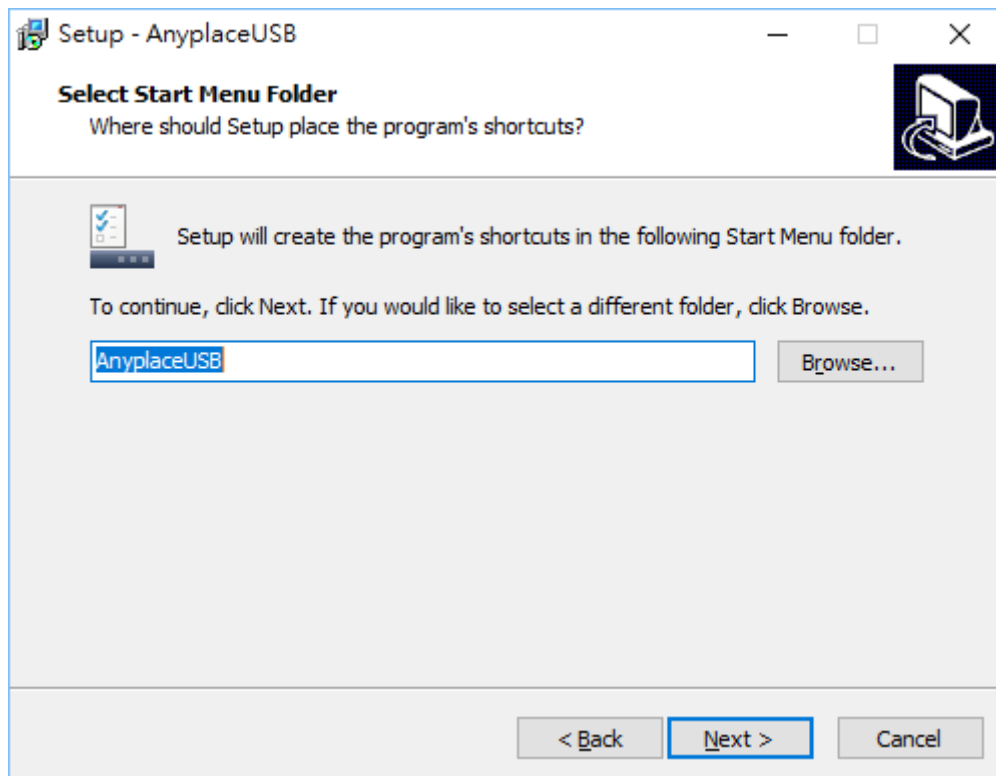 Setup - AnyplaceUSB
Select Start Menu Folder
Where should Setup place the program's shortcuts?
Setup will create the program's shortcuts in the following Start Menu folder.
To continue, click Next. If you would like to select a different folder, click Browse.
AnyplaceUSB
Browse...
< Back
Next >
Cancel